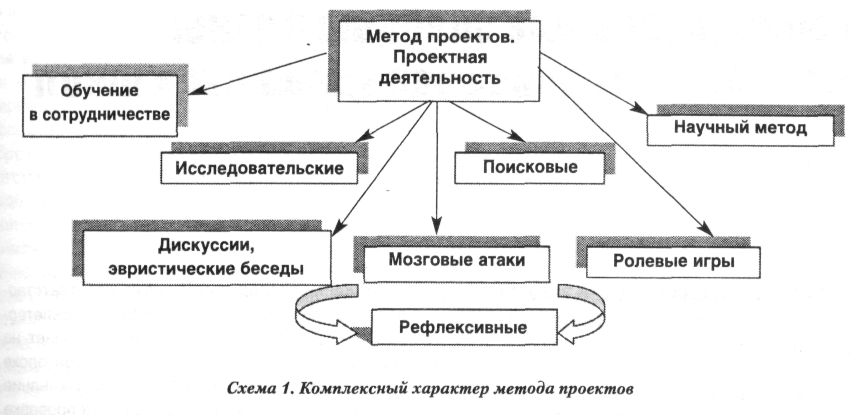 Метод проектов.
Проектная
деятельность
Обучение
в сотрудничестве
Научный метод
Исследовательские
Поисковые
Дискуссии,
эвристические беседы
Мозговые атаки
Ролевые игры
Рефлексивные
Схема 1. Комплексный характер метода проектов